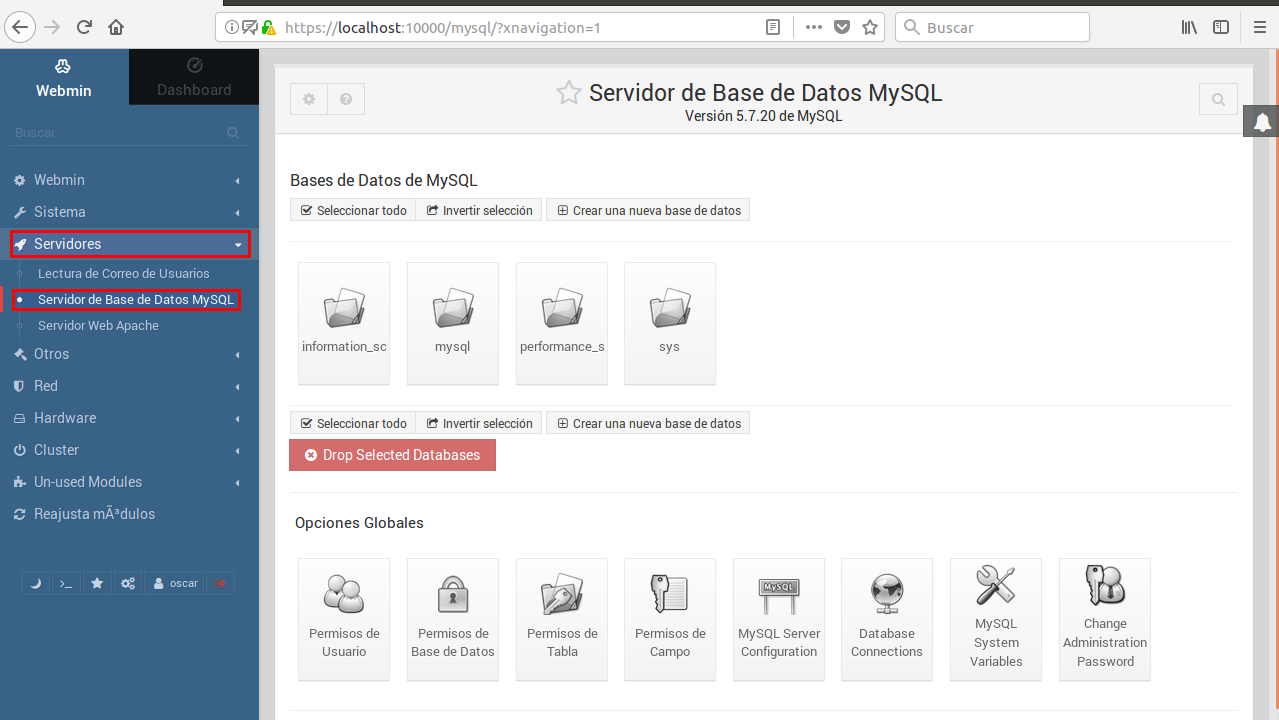 https://localhost:10000/mysql/?xnavigation=1
Buscar
Webmin
Dashboard
Buscar
Webmin
Sistema
Servidores
Lectura de Correo de Usuarios
Servidor de Base de Datos MySQL
Servidor Web Apache
Otros
Red
Hardware
Cluster
Un-used Modules
Reajusta mÃ³dulos
oscar
Servidor de Base de Datos MySQL
Versión 5.7.20 de MySQL
Bases de Datos de MySQL
Seleccionar todo Invertir selección Crear una nueva base de datos
information_sc mysql performance_s sys
Seleccionar todo Invertir selección Crear una nueva base de datos
Drop Selected Databases
Opciones Globales
MySQL
Permisos de
Usuario
Permisos de
Base de Datos
Permisos de
Tabla
Permisos de
Campo
MySQL Server
Configuration
Database
Connections
MySQL
System
Variables
Change
Administration
Password